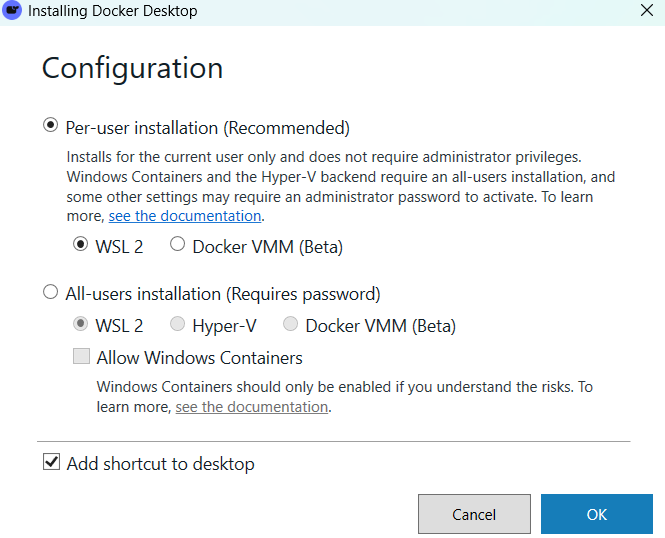 Installing Docker Desktop
Configuration
Per-user installation (Recommended)
Installs for the current user only and does not require administrator privileges.
Windows Containers and the Hyper-V backend require an all-users installation, and
some other settings may require an administrator password to activate. To learn
more, see the documentation.
WSL 2 Docker VMM (Beta)
All-users installation (Requires password)
WSL 2 Hyper-V Docker VMM (Beta)
Allow Windows Containers
Windows Containers should only be enabled if you understand the risks. To
learn more, see the documentation.
Add shortcut to desktop
Cancel OK